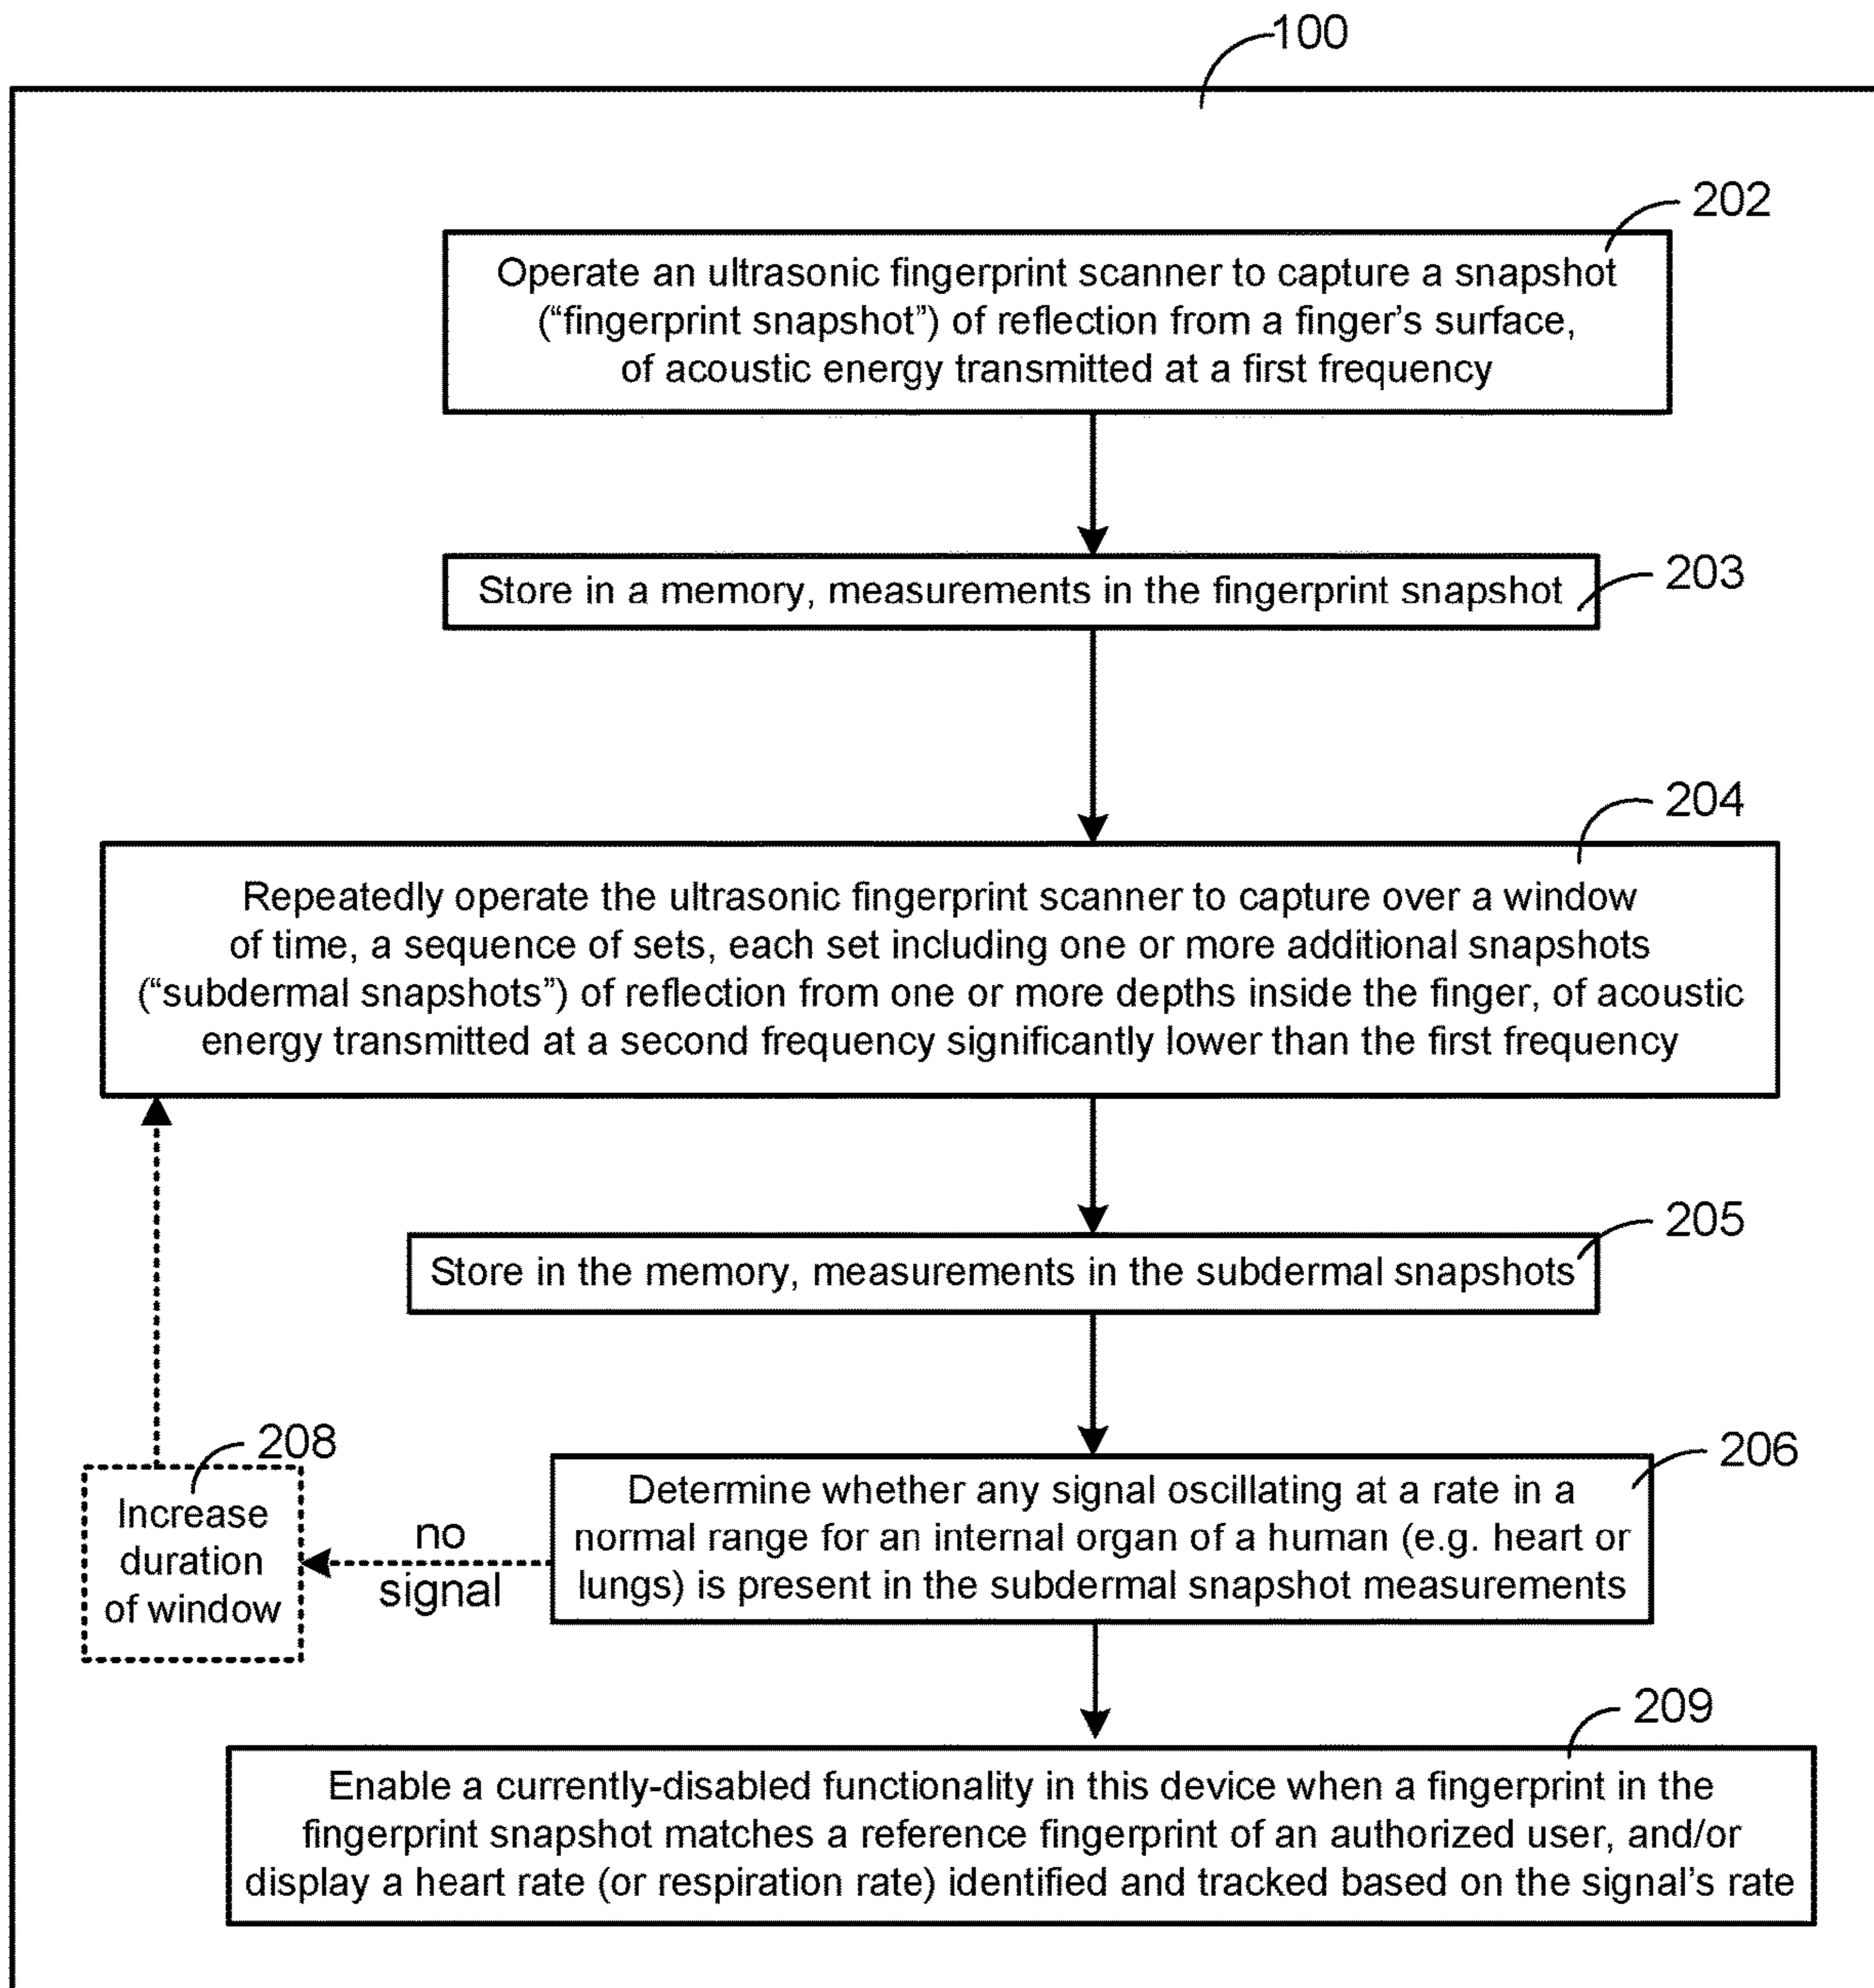 100
202
Operate an ultrasonic fingerprint scanner to capture a snapshot
(“fingerprint snapshot”) of reflection from a finger’s surface,
of acoustic energy transmitted at a first frequency
203
Store in a memory, measurements in the fingerprint snapshot
204
Repeatedly operate the ultrasonic fingerprint scanner to capture over a window
of time, a sequence of sets, each set including one or more additional snapshots
(“subdermal snapshots”) of reflection from one or more depths inside the finger, of acoustic
energy transmitted at a second frequency significantly lower than the first frequency
205
Store in the memory, measurements in the subdermal snapshots
206
Determine whether any signal oscillating at a rate in a
normal range for an internal organ of a human (e.g. heart or
lungs) is present in the subdermal snapshot measurements
no
signal
208
Increase
duration
of window
209
Enable a currently-disabled functionality in this device when a fingerprint in the
fingerprint snapshot matches a reference fingerprint of an authorized user, and/or
display a heart rate (or respiration rate) identified and tracked based on the signal’s rate